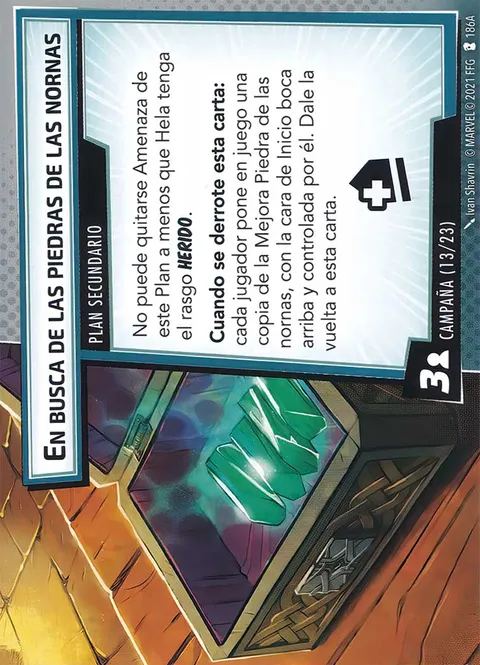 EN BUSCA DE LAS PIEDRAS DE LAS NORNAS
PLAN SECUNDARIO
No puede quitarse Amenaza de
este Plan a menos que Hela tenga
el rasgo HERIDO.
Cuando se derrote esta carta:
cada jugador pone en juego una
copia de la Mejora Piedra de las
nornas, con la cara de Inicio boca
arriba y controlada por él. Dale la
vuelta a esta carta.
3
CAMPAÑA (13/23)
Ivan Shavrin © MARVEL © 2021 FFG 186A